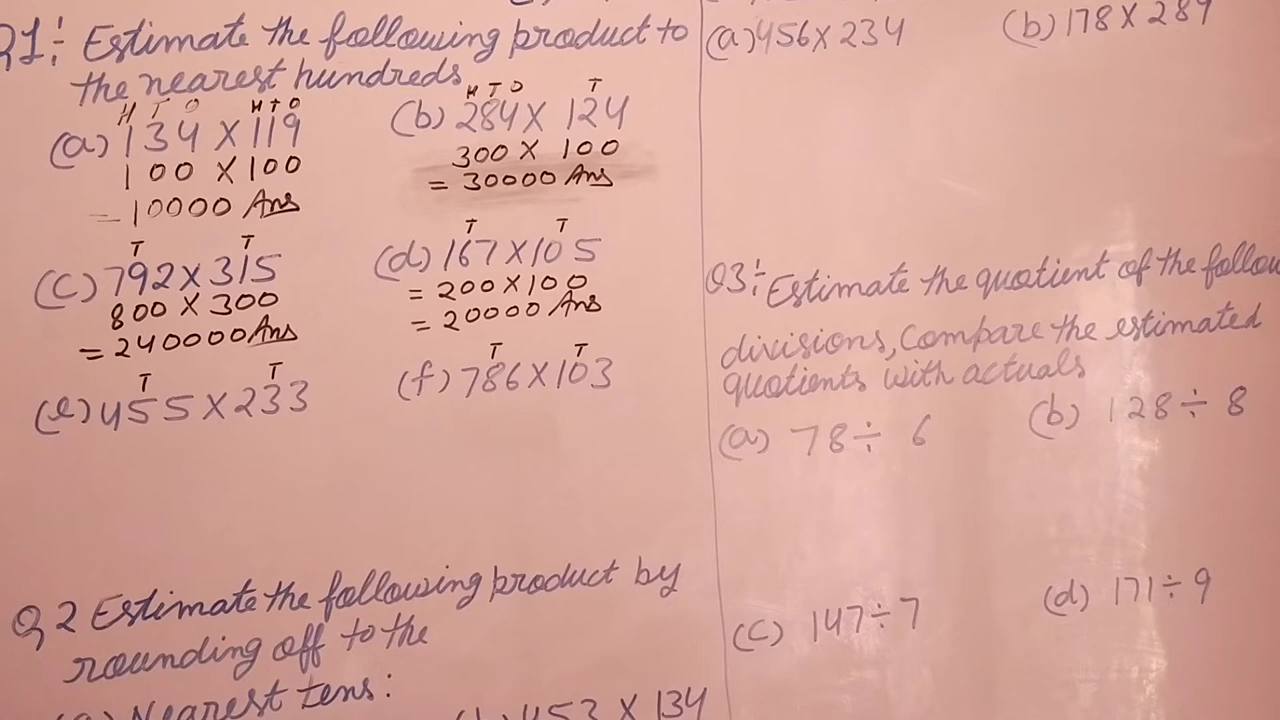 Q1:- Estimate the following product to
the nearest hundreds
H T O H T O
(a) 134 X 119
100 X 100
= 10000 Ans
H T O T
(b) 284 X 124
300 X 100
= 30000 Ans
T T
(C) 792 X 315
800 X 300
= 240000 Ans
T T
(d) 167 X 105
= 200 X 100
= 20000 Ans
T T
(e) 455 X 233
T T
(f) 786 X 103
Q2 Estimate the following product by
rounding off to the
Nearest tens:
453 X 134
(a) 456 X 234
(b) 178 X 289
Q3:- Estimate the quotient of the
divisions, Compare the estimated
quotients with actuals
(a) 78 ÷ 6
(b) 128 ÷ 8
(C) 147 ÷ 7
(d) 171 ÷ 9